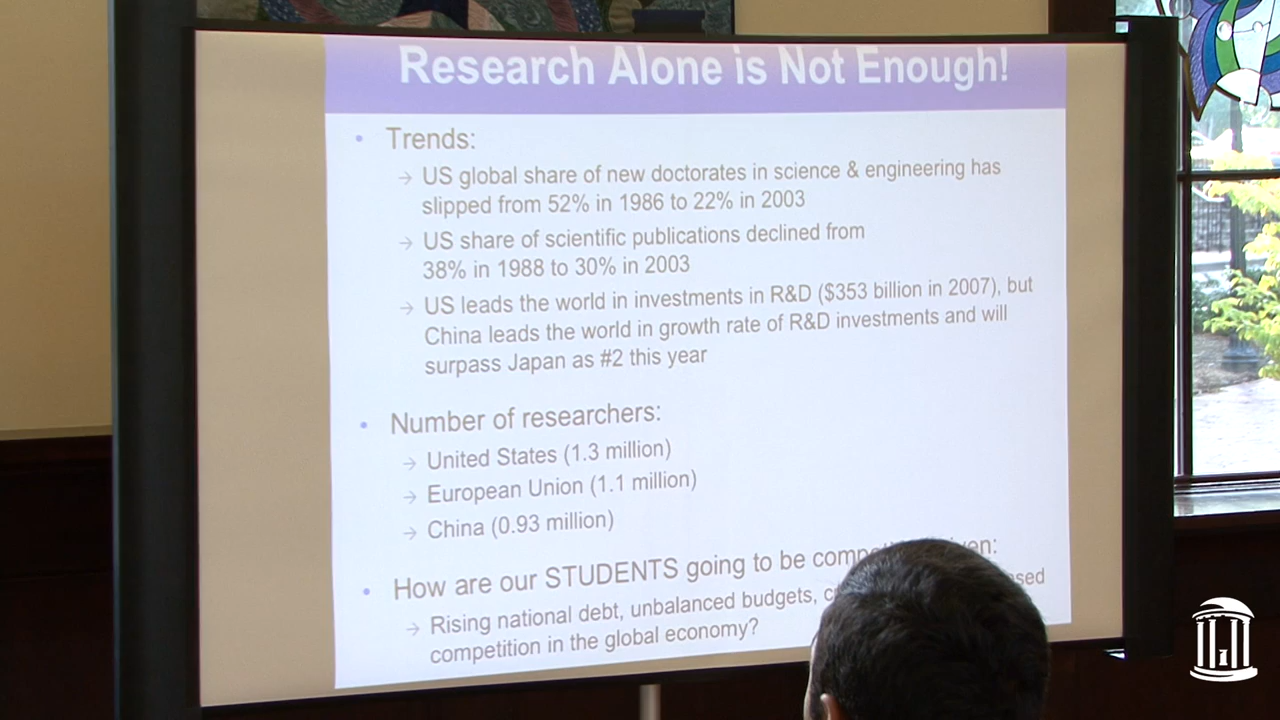 Research Alone is Not Enough!
• Trends:
→ US global share of new doctorates in science & engineering has
slipped from 52% in 1986 to 22% in 2003
→ US share of scientific publications declined from
38% in 1988 to 30% in 2003
→ US leads the world in investments in R&D ($353 billion in 2007), but
China leads the world in growth rate of R&D investments and will
surpass Japan as #2 this year
• Number of researchers:
→ United States (1.3 million)
→ European Union (1.1 million)
→ China (0.93 million)
• How are our STUDENTS going to be
→ Rising national debt, unbalanced budgets,
competition in the global economy?